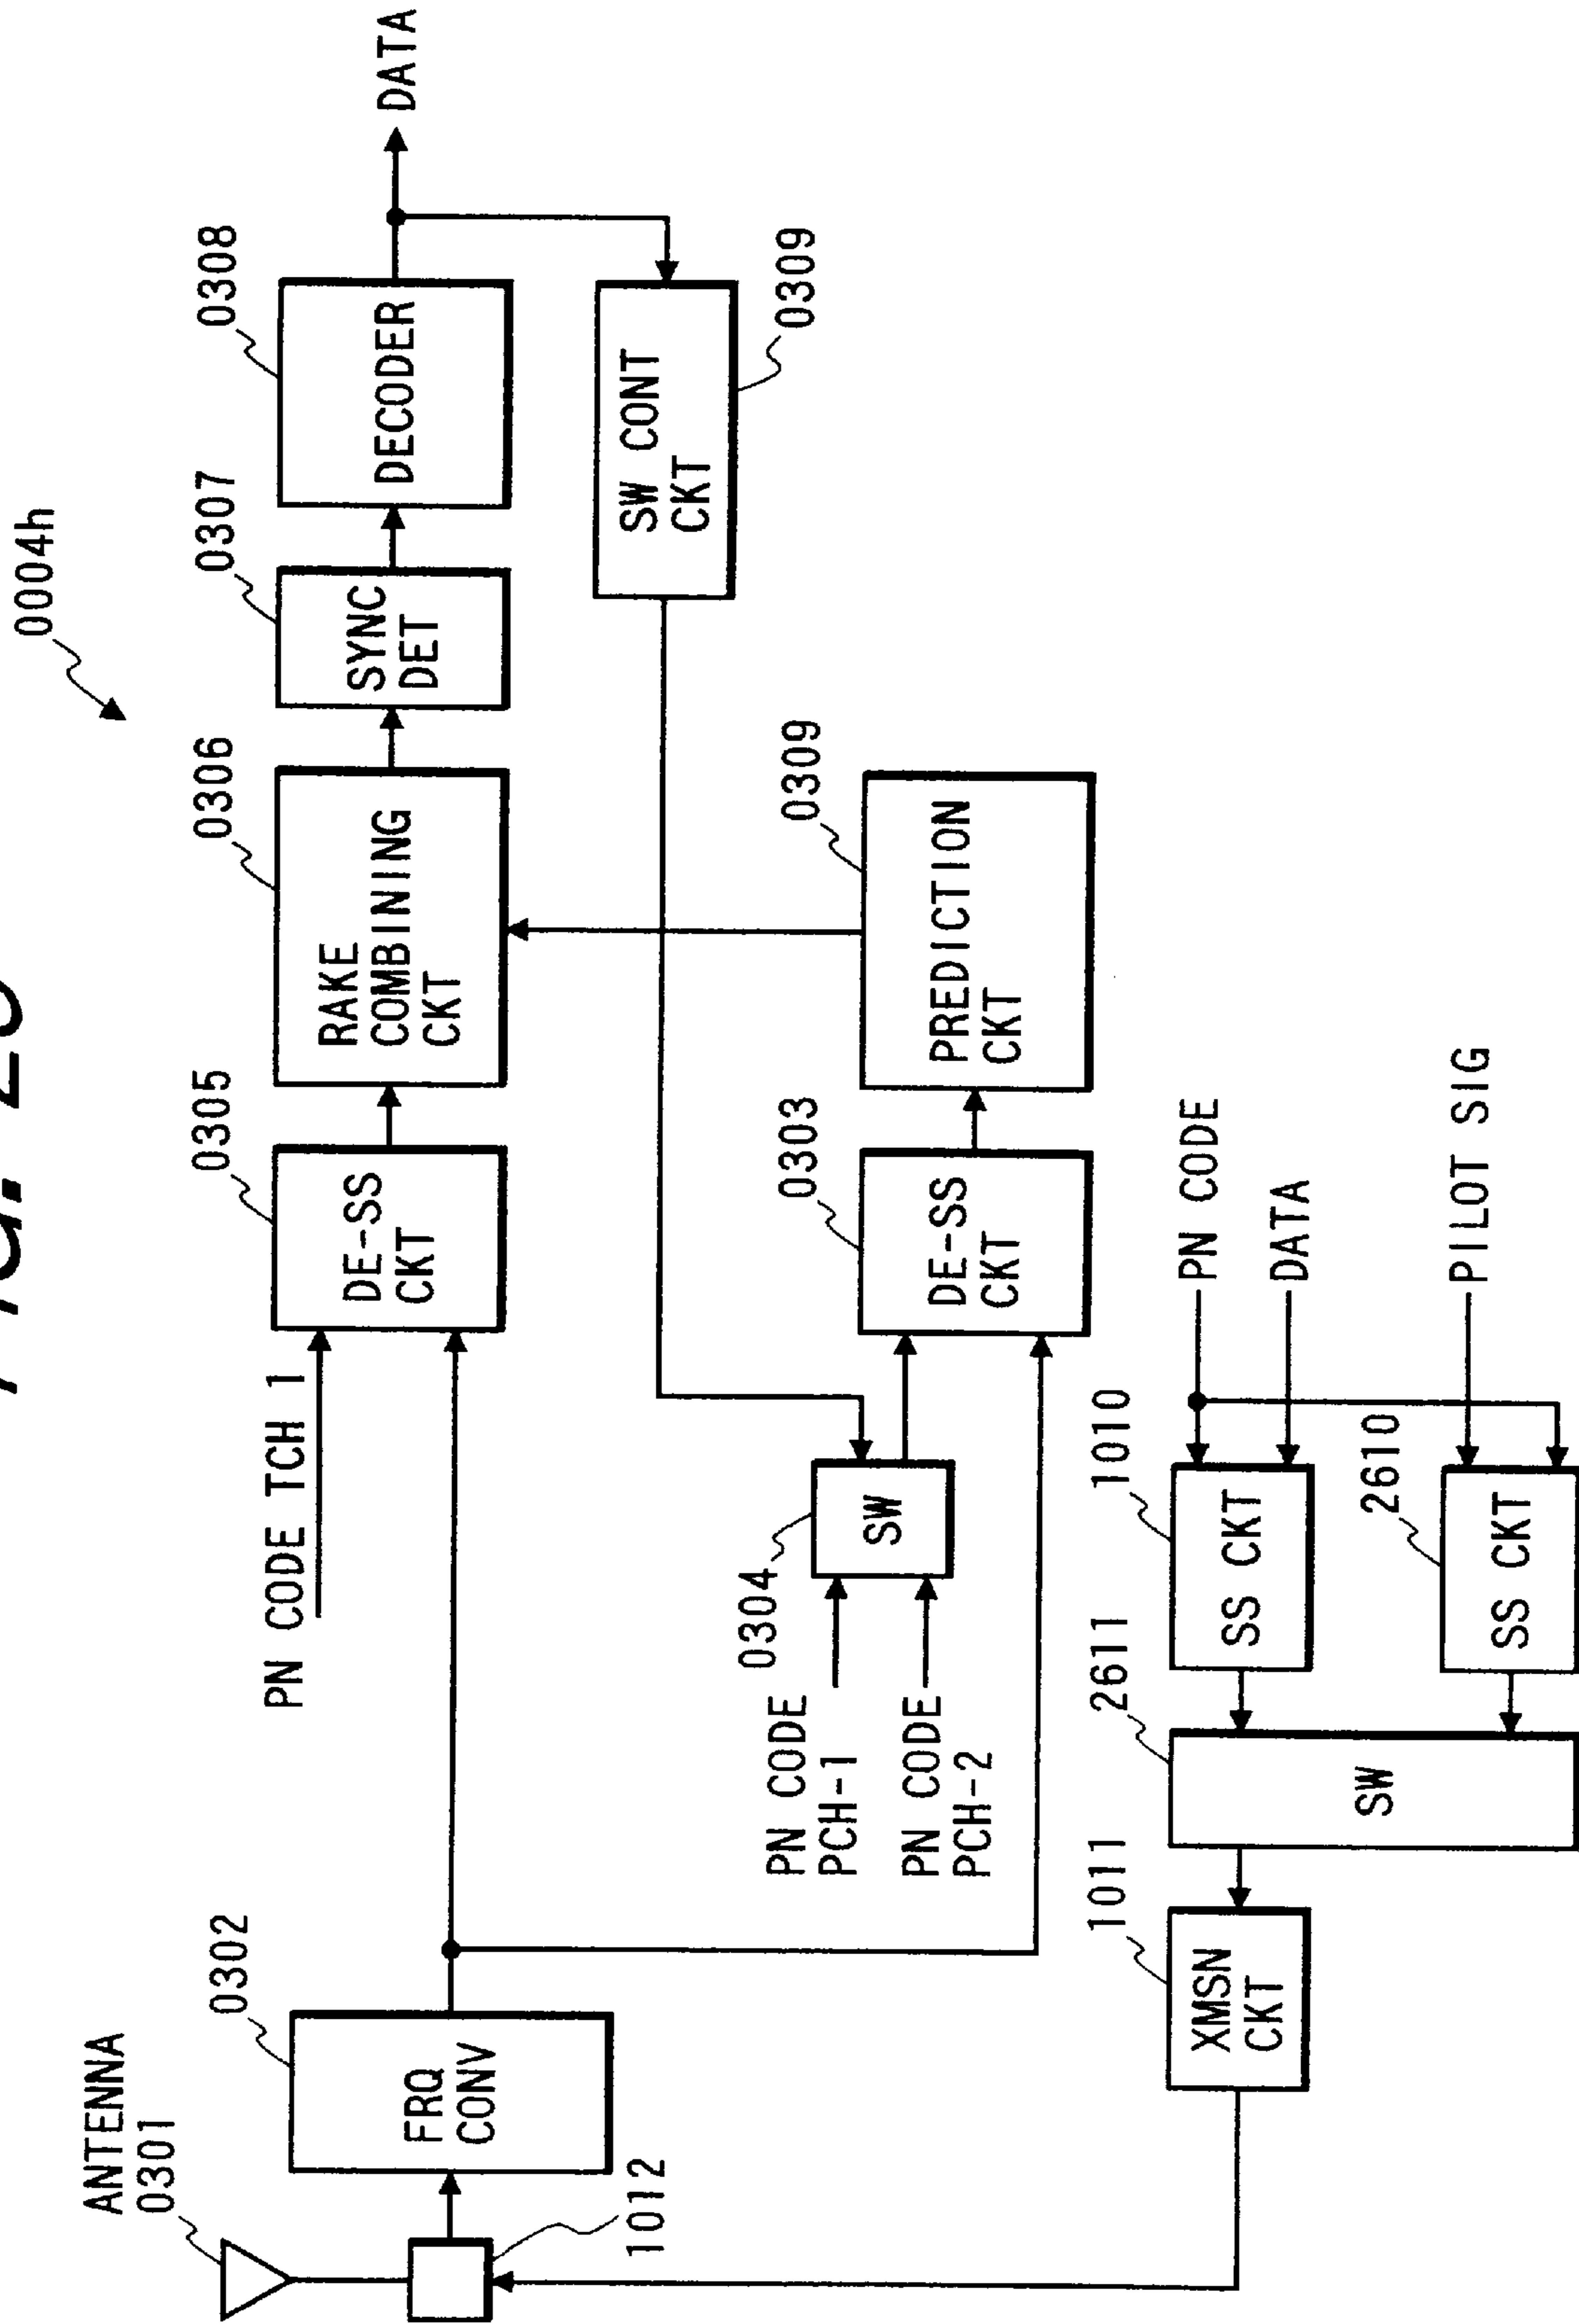 0004h
ANTENNA
0301
1012
FRQ
CONV
0302
PN CODE TCH 1
DE-SS
CKT
0305
RAKE
COMBINING
CKT
0306
SYNC
DET
0307
DECODER
0308
DATA
SW CONT
CKT
0309
PN CODE
PCH-1
PN CODE
PCH-2
0304
SW
DE-SS
CKT
0303
PREDICTION
CKT
0309
XMSN
CKT
1011
SW
2611
SS CKT
1010
SS CKT
2610
PN CODE
DATA
PILOT SIG